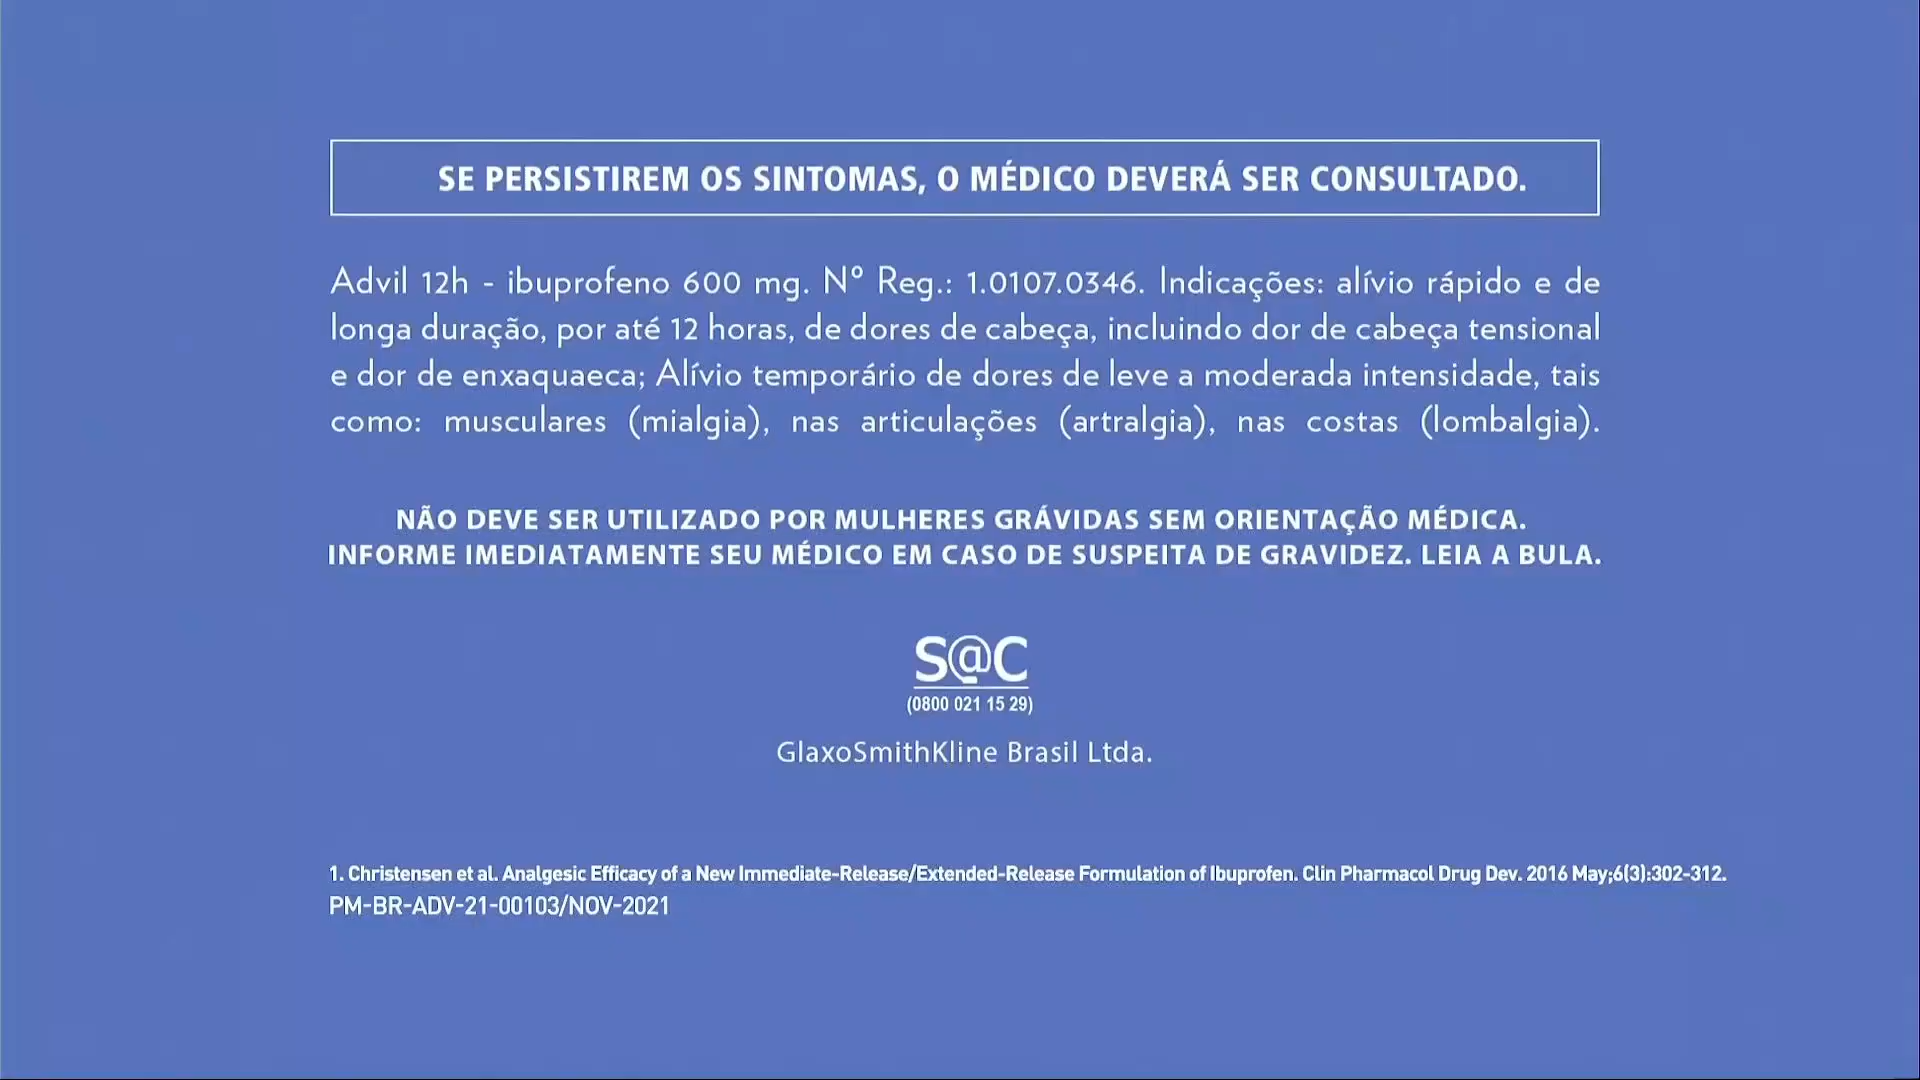 SE PERSISTIREM OS SINTOMAS, O MÉDICO DEVERÁ SER CONSULTADO.
Advil 12h - ibuprofeno 600 mg. Nº Reg.: 1.0107.0346. Indicações: alívio rápido e de
longa duração, por até 12 horas, de dores de cabeça, incluindo dor de cabeça tensional
e dor de enxaquaeca; Alívio temporário de dores de leve a moderada intensidade, tais
como: musculares (mialgia), nas articulações (artralgia), nas costas (lombalgia).
NÃO DEVE SER UTILIZADO POR MULHERES GRÁVIDAS SEM ORIENTAÇÃO MÉDICA.
INFORME IMEDIATAMENTE SEU MÉDICO EM CASO DE SUSPEITA DE GRAVIDEZ. LEIA A BULA.
S@C
(0800 021 15 29)
GlaxoSmithKline Brasil Ltda.
1. Christensen et al. Analgesic Efficacy of a New Immediate-Release/Extended-Release Formulation of Ibuprofen. Clin Pharmacol Drug Dev. 2016 May;6(3):302-312.
PM-BR-ADV-21-00103/NOV-2021